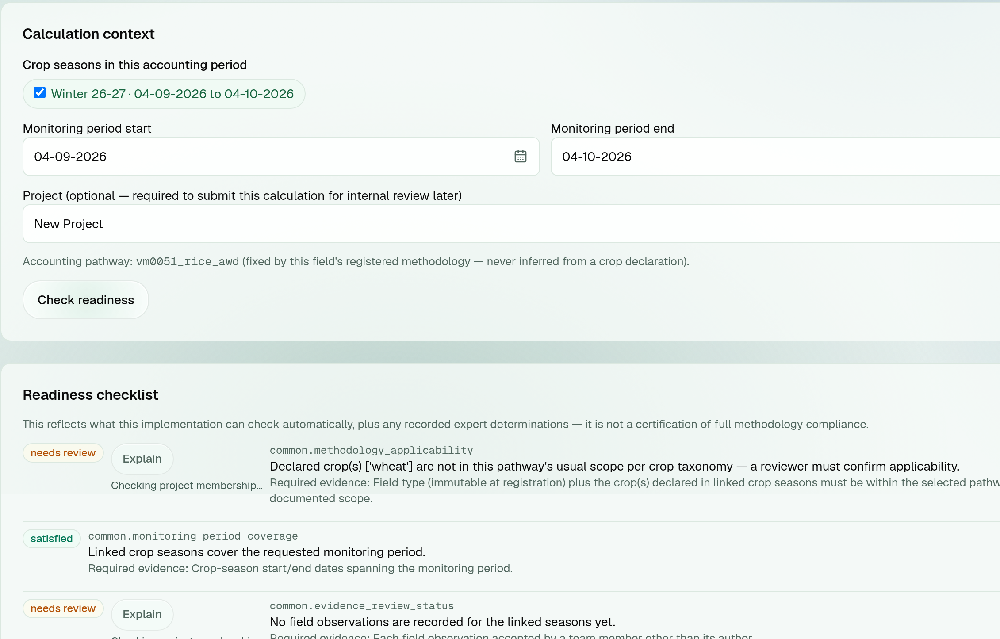 Calculation context
Crop seasons in this accounting period
Winter 26-27 · 04-09-2026 to 04-10-2026
Monitoring period start
Monitoring period end
04-09-2026
04-10-2026
Project (optional — required to submit this calculation for internal review later)
New Project
Accounting pathway: vm0051_rice_awd (fixed by this field's registered methodology — never inferred from a crop declaration).
Check readiness
Readiness checklist
This reflects what this implementation can check automatically, plus any recorded expert determinations — it is not a certification of full methodology compliance.
needs review
Explain
Checking project membership…
common.methodology_applicability
Declared crop(s) ['wheat'] are not in this pathway's usual scope per crop taxonomy — a reviewer must confirm applicability.
Required evidence: Field type (immutable at registration) plus the crop(s) declared in linked crop seasons must be within the selected
documented scope.
satisfied
common.monitoring_period_coverage
Linked crop seasons cover the requested monitoring period.
Required evidence: Crop-season start/end dates spanning the monitoring period.
needs review
Explain
common.evidence_review_status
No field observations are recorded for the linked seasons yet.
Required evidence: Each field observation accepted by a team member other than its author.